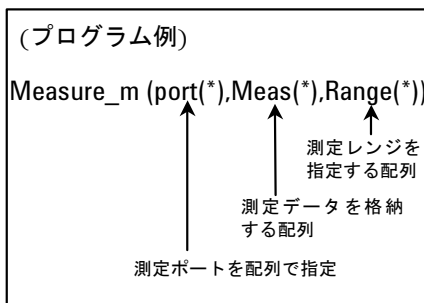 (プログラム例)
Measure_m (port(*),Meas(*),Range(*))
測定レンジを
指定する配列
測定データを格納
する配列
測定ポートを配列で指定